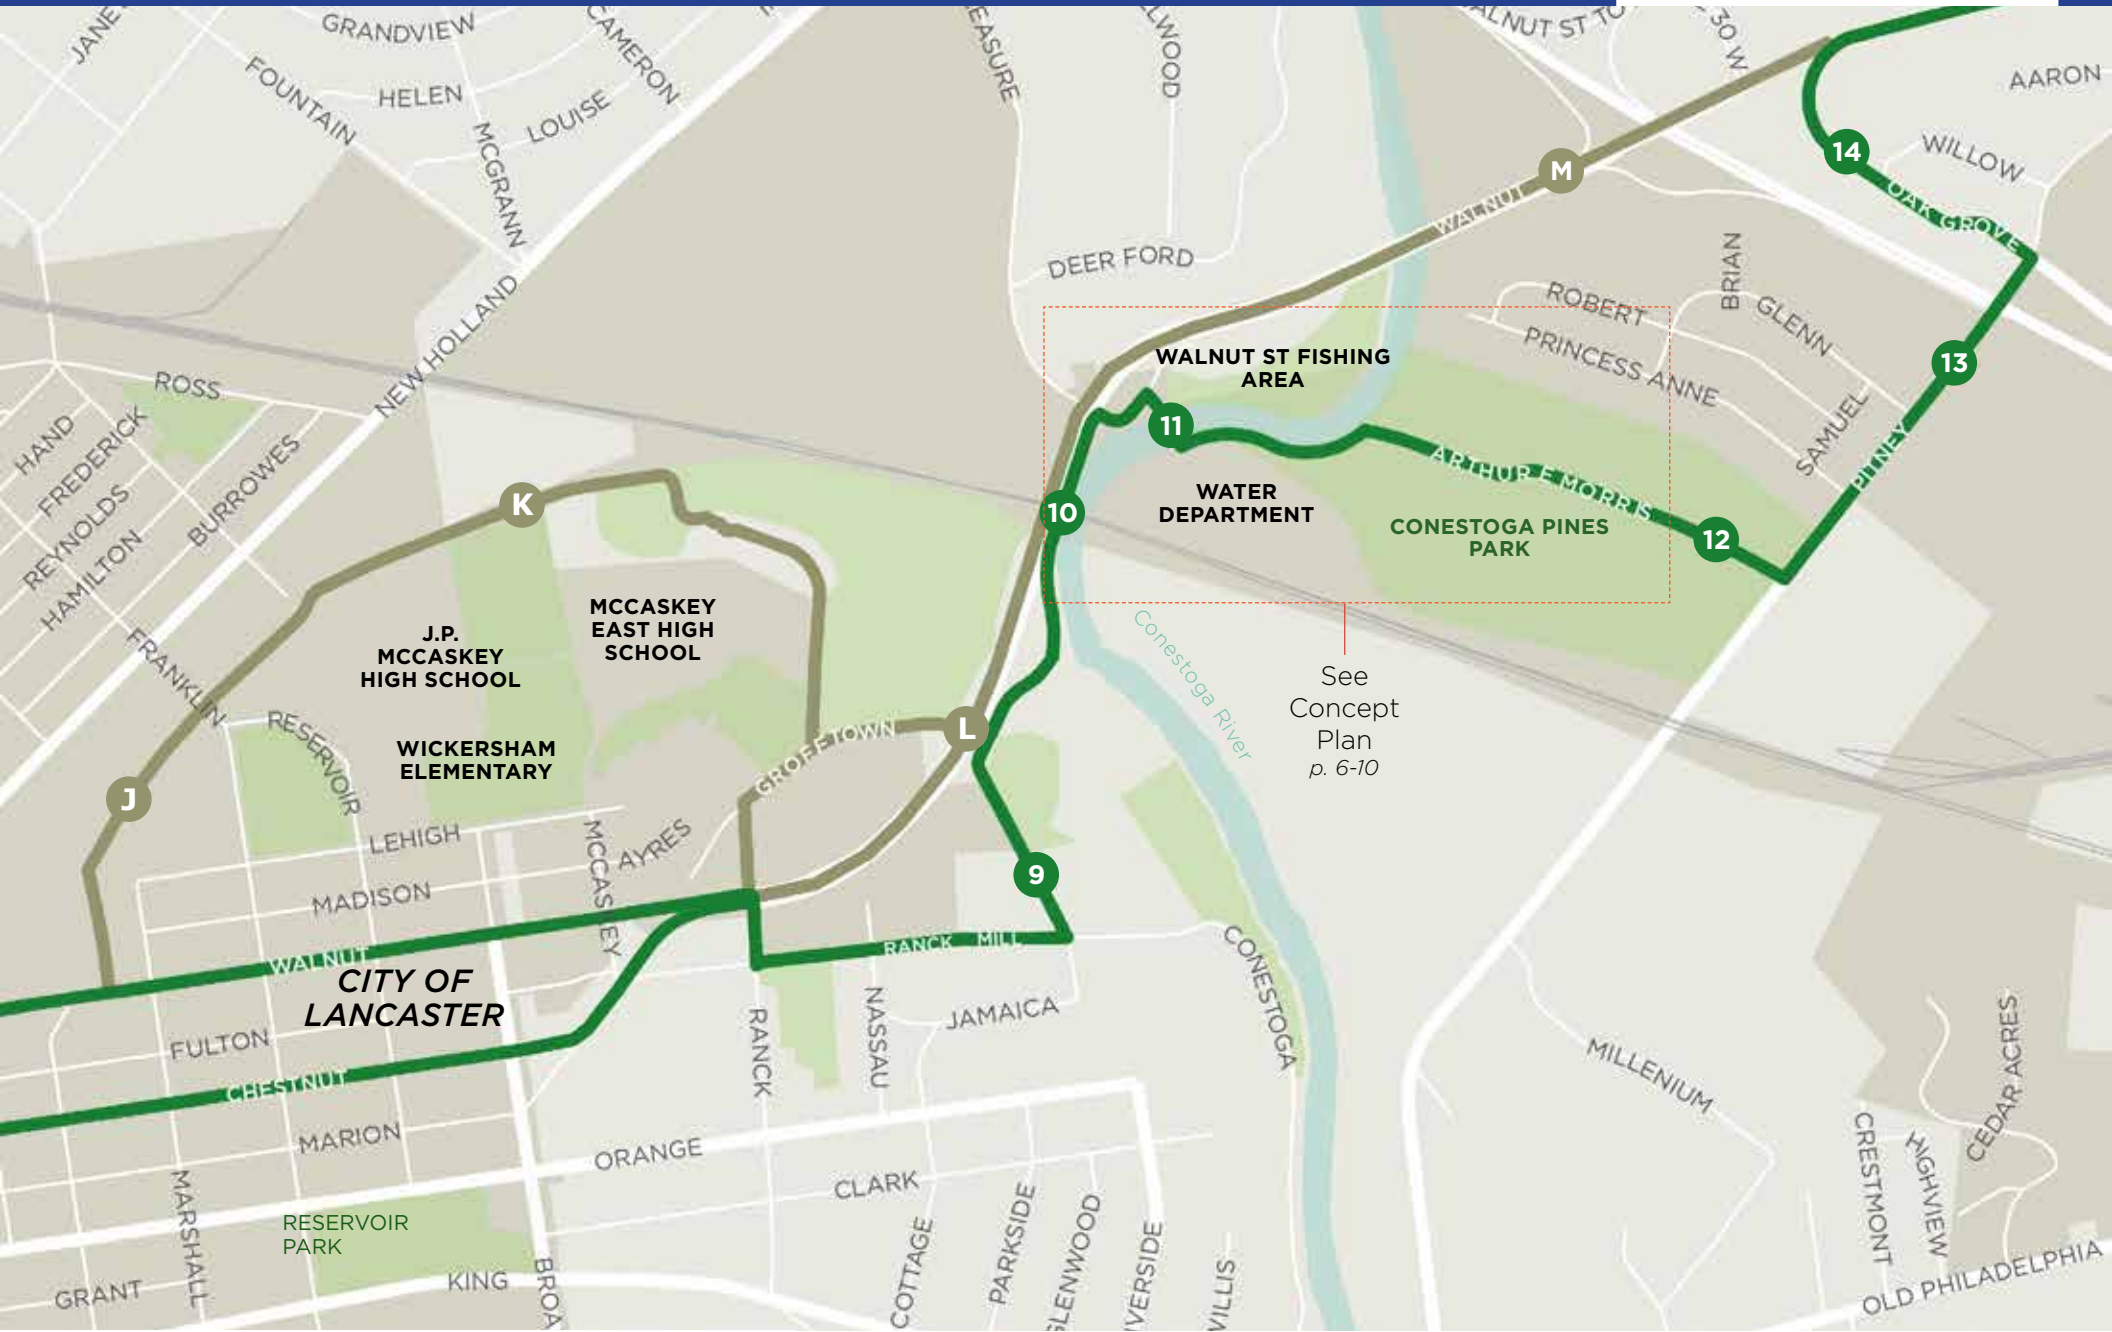 JANE
GRANDVIEW
CAMERON
FOUNTAIN
HELEN
LOUISE
MCGRANN
EASURE
LLWOOD
ALNUT ST TO
30 W
AARON
14
WILLOW
OAK GROVE
M
WALNUT
DEER FORD
BRIAN
ROBERT
GLENN
PRINCESS ANNE
SAMUEL
13
PITNEY
NEW HOLLAND
ROSS
HAND
FREDERICK
REYNOLDS
HAMILTON
BURROWES
WALNUT ST FISHING
AREA
11
ARTHUR E MORRIS
WATER
DEPARTMENT
CONESTOGA PINES
PARK
12
10
K
MCCASKEY
EAST HIGH
SCHOOL
J.P.
MCCASKEY
HIGH SCHOOL
FRANKLIN
RESERVOIR
WICKERSHAM
ELEMENTARY
Conestoga River
See
Concept
Plan
p. 6-10
L
GROFFTOWN
J
LEHIGH
MCCASKEY
AYRES
MADISON
9
WALNUT
RANCK MILL
CITY OF
LANCASTER
CONESTOGA
FULTON
CHESTNUT
RANCK
NASSAU
JAMAICA
MILLENIUM
CEDAR ACRES
MARION
ORANGE
CLARK
CRESTMONT
HIGHVIEW
MARSHALL
RESERVOIR
PARK
COTTAGE
PARKSIDE
GLENWOOD
VERSIDE
VILLIS
GRANT
KING
BROA
OLD PHILADELPHIA